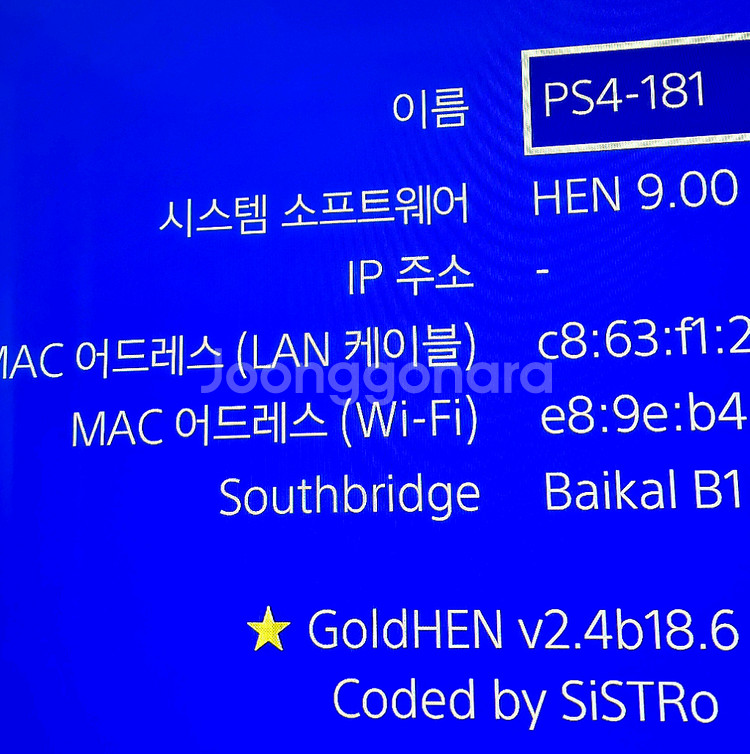 이름 PS4-181
시스템 소프트웨어 HEN 9.00
IP 주소 -
MAC 어드레스 (LAN 케이블) c8:63:f1:2
Joonggonara
MAC 어드레스 (Wi-Fi) e8:9e:b4
Southbridge Baikal B1
★ GoldHEN v2.4b18.6
Coded by SiSTRo